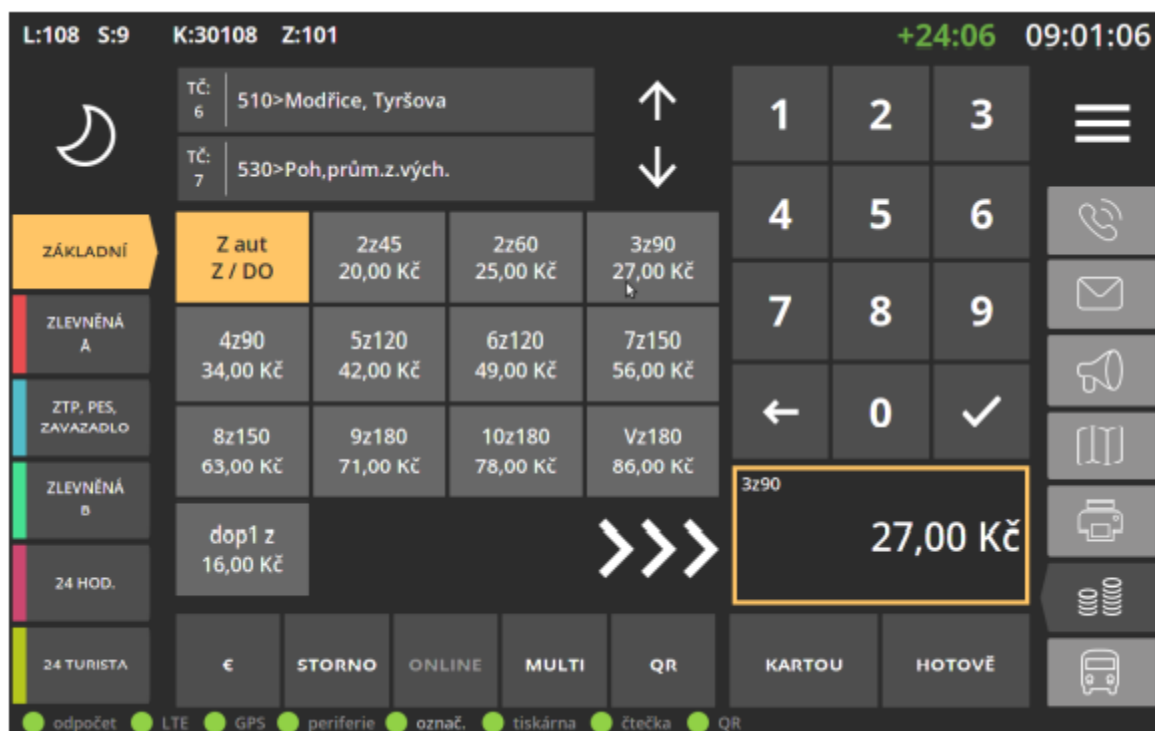 L:108 S:9 K:30108 Z:101 +24:06 09:01:06
TČ: 6 510>Modřice, Tyršova
TČ: 7 530>Poh,prům.z.vých.
ZÁKLADNÍ
ZLEVNĚNÁ
A
ZTP, PES,
ZAVAZADLO
ZLEVNĚNÁ
B
24 HOD.
24 TURISTA
Z aut
Z / DO
2z45
20,00 Kč
2z60
25,00 Kč
3z90
27,00 Kč
4z90
34,00 Kč
5z120
42,00 Kč
6z120
49,00 Kč
7z150
56,00 Kč
8z150
63,00 Kč
9z180
71,00 Kč
10z180
78,00 Kč
Vz180
86,00 Kč
dop1 z
16,00 Kč
1 2 3
4 5 6
7 8 9
0
3z90
27,00 Kč
€ STORNO ONLINE MULTI QR KARTOU HOTOVĚ
odpočet LTE GPS periferie označ. tiskárna čtečka QR